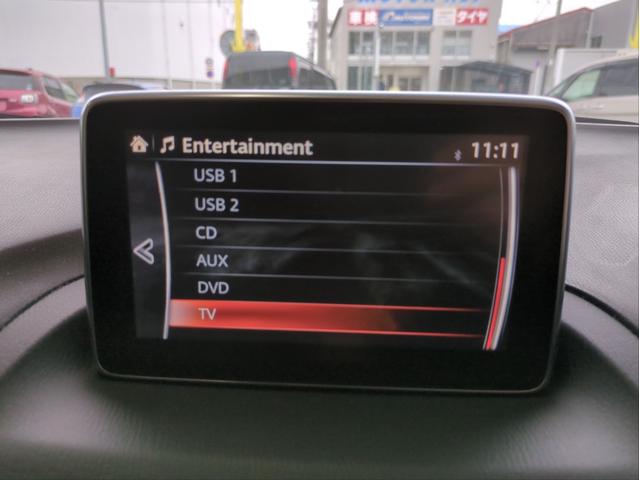 車検
タイヤ
Entertainment
11:11
USB 1
USB 2
CD
AUX
DVD
TV